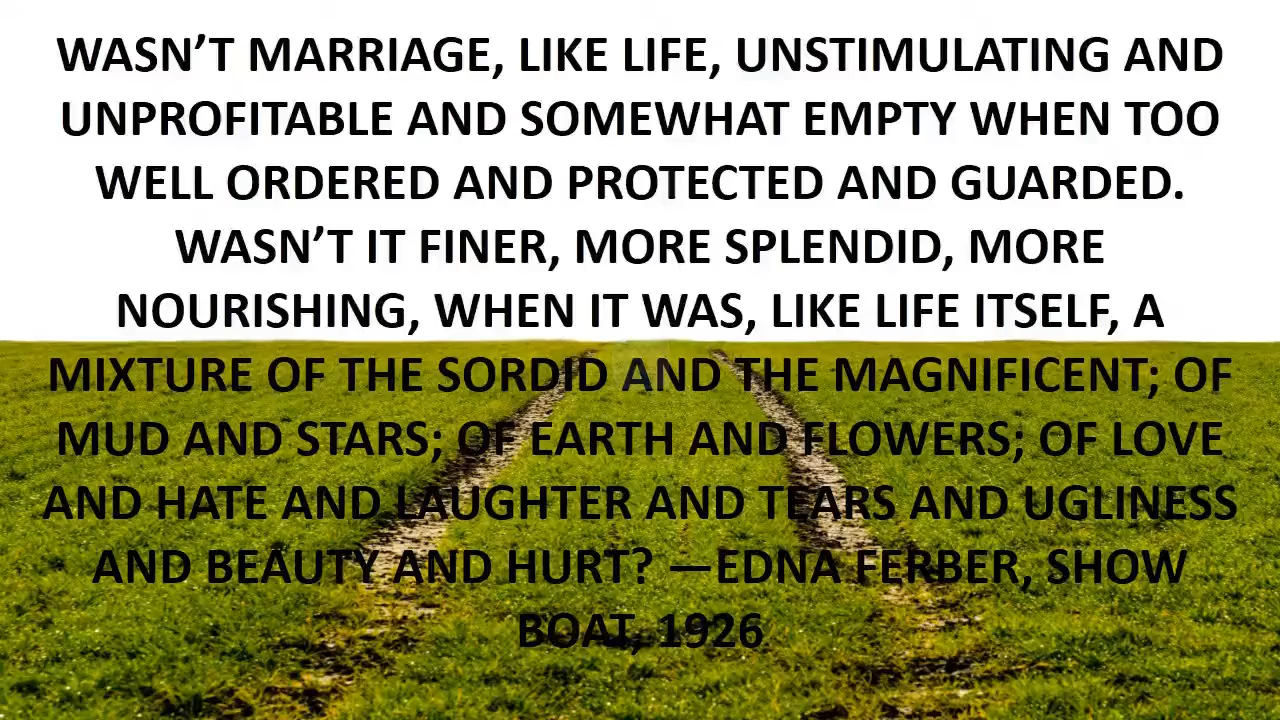 WASN’T MARRIAGE, LIKE LIFE, UNSTIMULATING AND
UNPROFITABLE AND SOMEWHAT EMPTY WHEN TOO
WELL ORDERED AND PROTECTED AND GUARDED.
WASN’T IT FINER, MORE SPLENDID, MORE
NOURISHING, WHEN IT WAS, LIKE LIFE ITSELF, A
MIXTURE OF THE SORDID AND THE MAGNIFICENT; OF
MUD AND STARS; OF EARTH AND FLOWERS; OF LOVE
AND HATE AND LAUGHTER AND TEARS AND UGLINESS
AND BEAUTY AND HURT? —EDNA FERBER, SHOW
BOAT, 1926